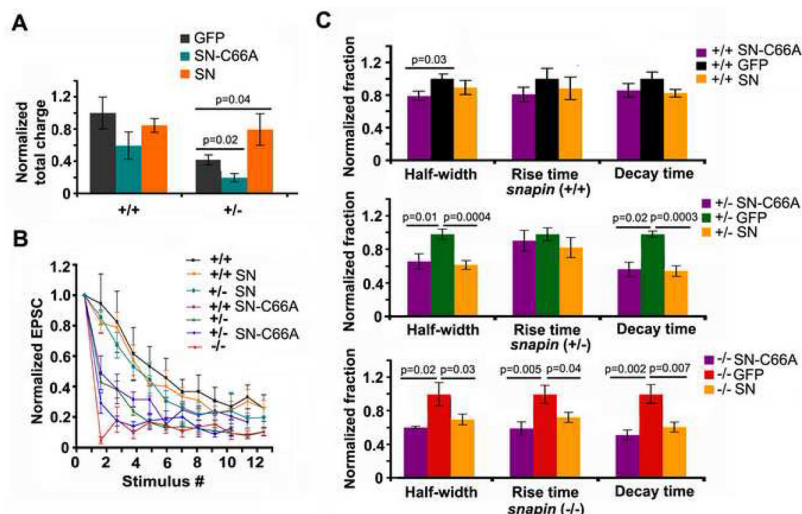 A
GFP
SN-C66A
SN
Normalized
total charge
1.2
0.8
0.4
0
p=0.04
p=0.02
+/+
+/-
B
Normalized EPSC
1.0
0.8
0.6
0.4
0.2
0.0
+/+
+/+ SN
+/- SN
+/+ SN-C66A
+/-
+/- SN-C66A
-/-
0 2 4 6 8 10 12
Stimulus #
C
Normalized fraction
1.2
0.8
0.4
0
p=0.03
+/+ SN-C66A
+/+ GFP
+/+ SN
Half-width Rise time Decay time
snapin (+/+)
Normalized fraction
1.2
0.8
0.4
0
p=0.01 p=0.0004 p=0.02 p=0.0003
+/- SN-C66A
+/- GFP
+/- SN
Half-width Rise time Decay time
snapin (+/-)
Normalized fraction
1.2
0.8
0.4
0
p=0.02 p=0.03 p=0.005 p=0.04 p=0.002 p=0.007
-/- SN-C66A
-/- GFP
-/- SN
Half-width Rise time Decay time
snapin (-/-)